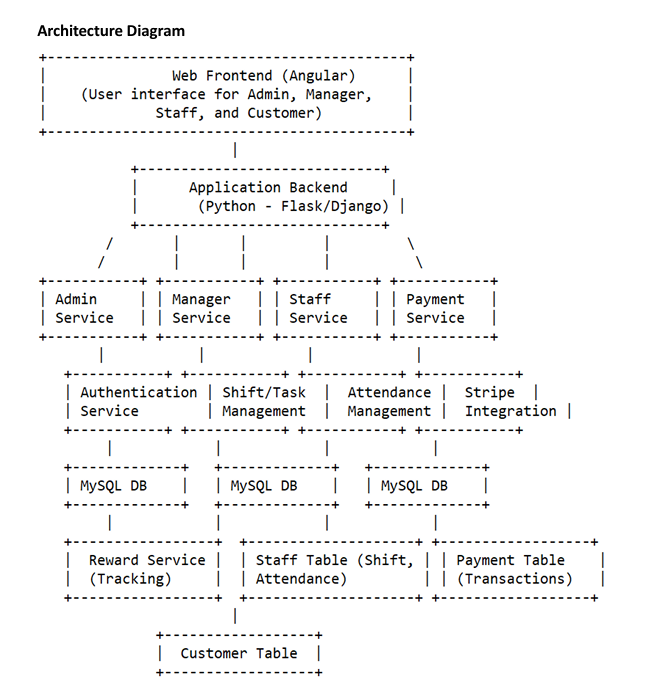 Architecture Diagram
Web Frontend (Angular)
(User interface for Admin, Manager,
Staff, and Customer)
Application Backend
(Python - Flask/Django)
Admin Manager Staff Payment
Service Service Service Service
Authentication Shift/Task Attendance Stripe
Service Management Management Integration
MySQL DB MySQL DB MySQL DB
Reward Service Staff Table (Shift, Payment Table
(Tracking) Attendance) (Transactions)
Customer Table